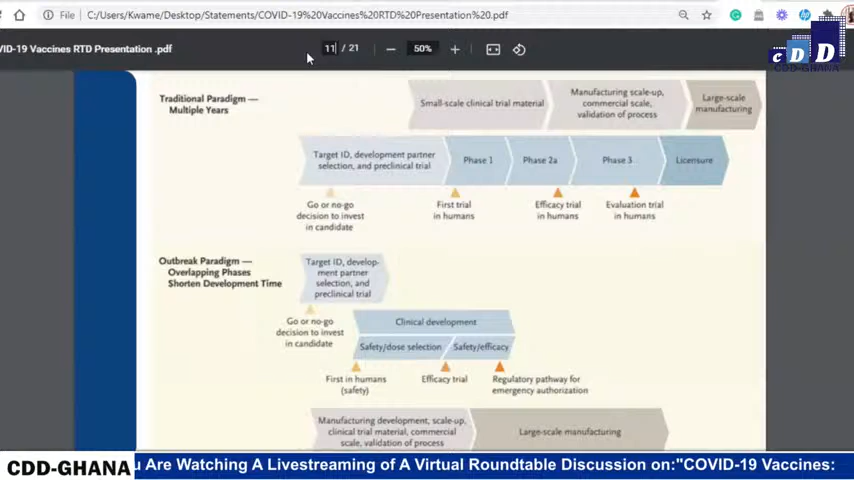 File
C:/Users/Kwame/Desktop/Statements/COVID-19%20Vaccines%20RTD%20Presentation%20.pdf
VID-19 Vaccines RTD Presentation .pdf
11 / 21
50%
cDD
CDD-GHANA
Traditional Paradigm —
Multiple Years
Small-scale clinical trial material
Manufacturing scale-up,
commercial scale,
validation of process
Large-scale
manufacturing
Target ID, development partner
selection, and preclinical trial
Phase 1
Phase 2a
Phase 3
Licensure
Go or no-go
decision to invest
in candidate
First trial
in humans
Efficacy trial
in humans
Evaluation trial
in humans
Outbreak Paradigm —
Overlapping Phases
Shorten Development Time
Target ID, develop-
ment partner
selection, and
preclinical trial
Go or no-go
decision to invest
in candidate
Clinical development
Safety/dose selection
Safety/efficacy
First in humans
(safety)
Efficacy trial
Regulatory pathway for
emergency authorization
Manufacturing development, scale-up,
clinical trial material, commercial
scale, validation of process
Large-scale manufacturing
CDD-GHANA
u Are Watching A Livestreaming of A Virtual Roundtable Discussion on:"COVID-19 Vaccines: